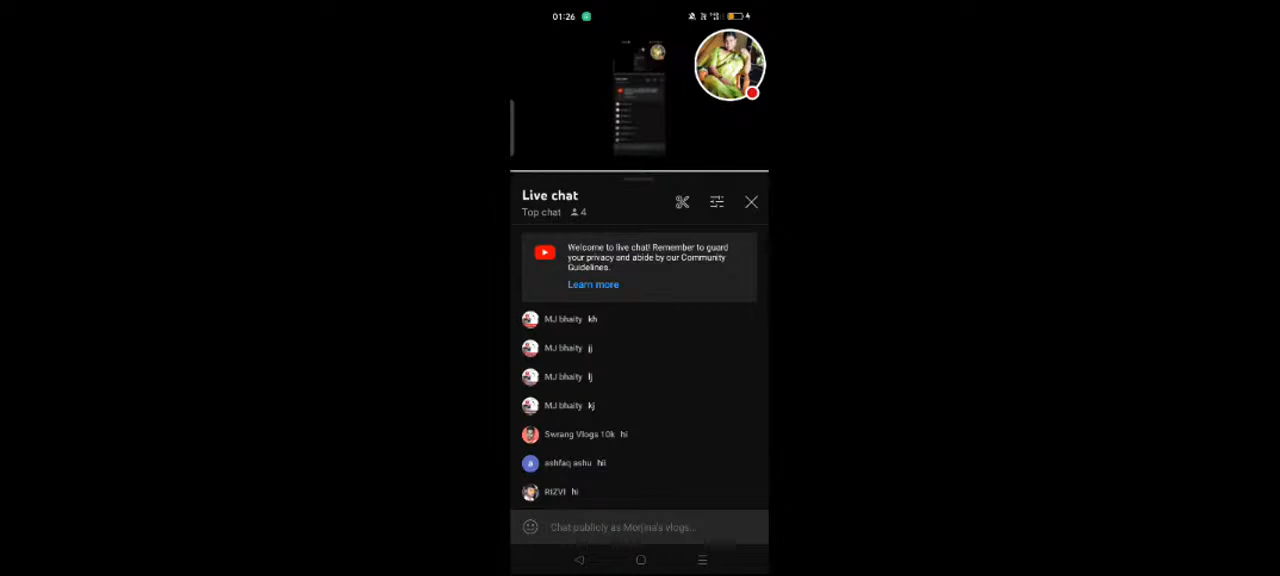 01:26
Live chat
Top chat 4
Welcome to live chat! Remember to guard
your privacy and abide by our Community
Guidelines.
Learn more
MJ bhaity kh
MJ bhaity jj
MJ bhaity lj
MJ bhaity kj
Swrang Vlogs 10k hi
a ashfaq ashu hii
RIZVI hi
Chat publicly as Morjina's vlogs...